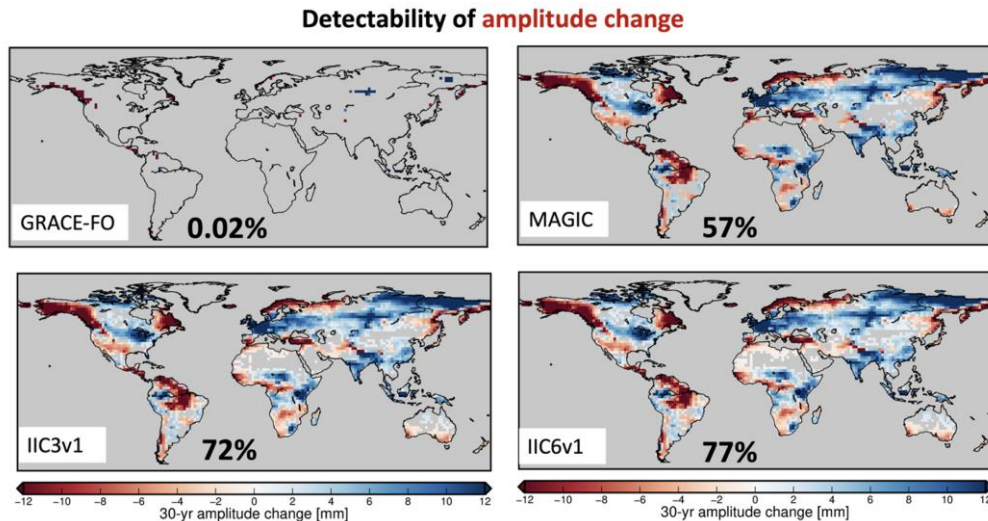 Detectability of amplitude change
GRACE-FO
0.02%
MAGIC
57%
IIC3v1
72%
IIC6v1
77%
−12 −10 −8 −6 −4 −2 0 2 4 6 8 10 12
30-yr amplitude change [mm]
−12 −10 −8 −6 −4 −2 0 2 4 6 8 10 12
30-yr amplitude change [mm]